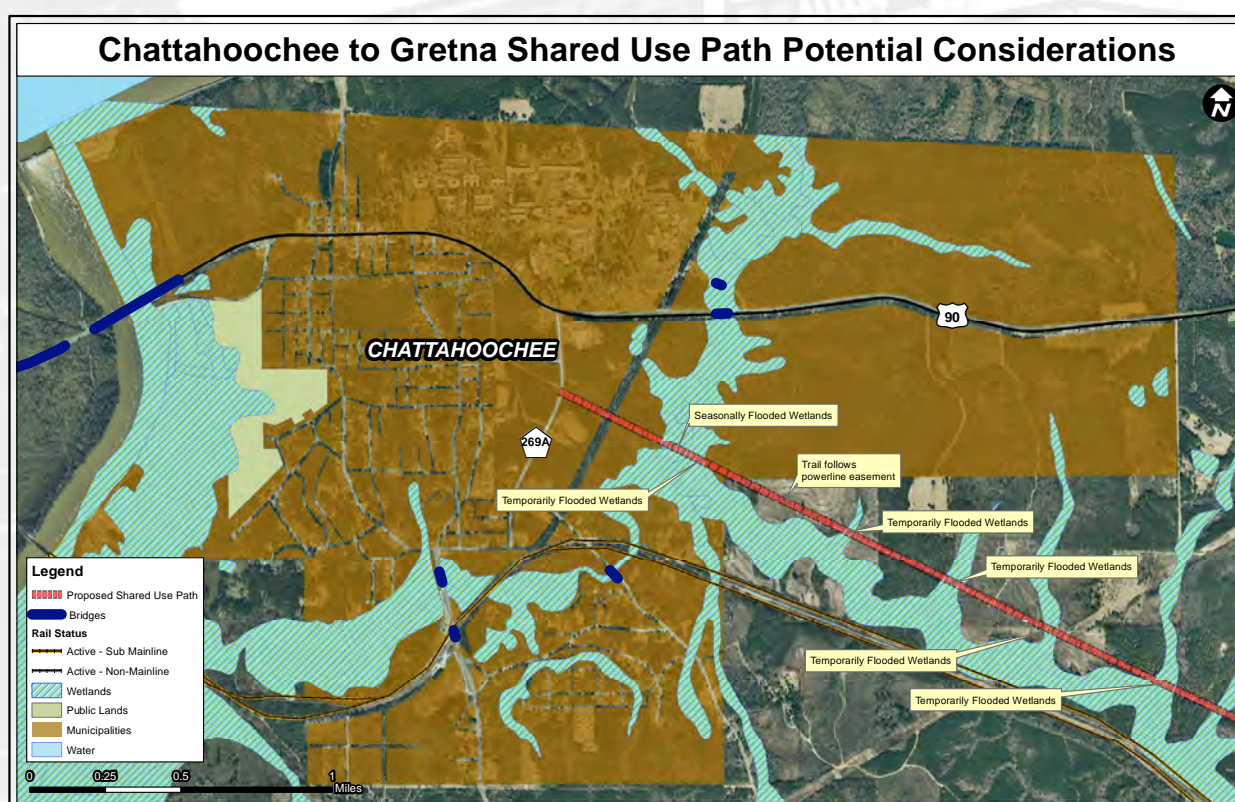 Chattahoochee to Gretna Shared Use Path Potential Considerations
N
90
CHATTAHOOCHEE
Seasonally Flooded Wetlands
269A
Trail follows
powerline easement
Temporarily Flooded Wetlands
Temporarily Flooded Wetlands
Temporarily Flooded Wetlands
Temporarily Flooded Wetlands
Temporarily Flooded Wetlands
Legend
Proposed Shared Use Path
Bridges
Rail Status
Active - Sub Mainline
Active - Non-Mainline
Wetlands
Public Lands
Municipalities
Water
0 0.25 0.5 1
Miles